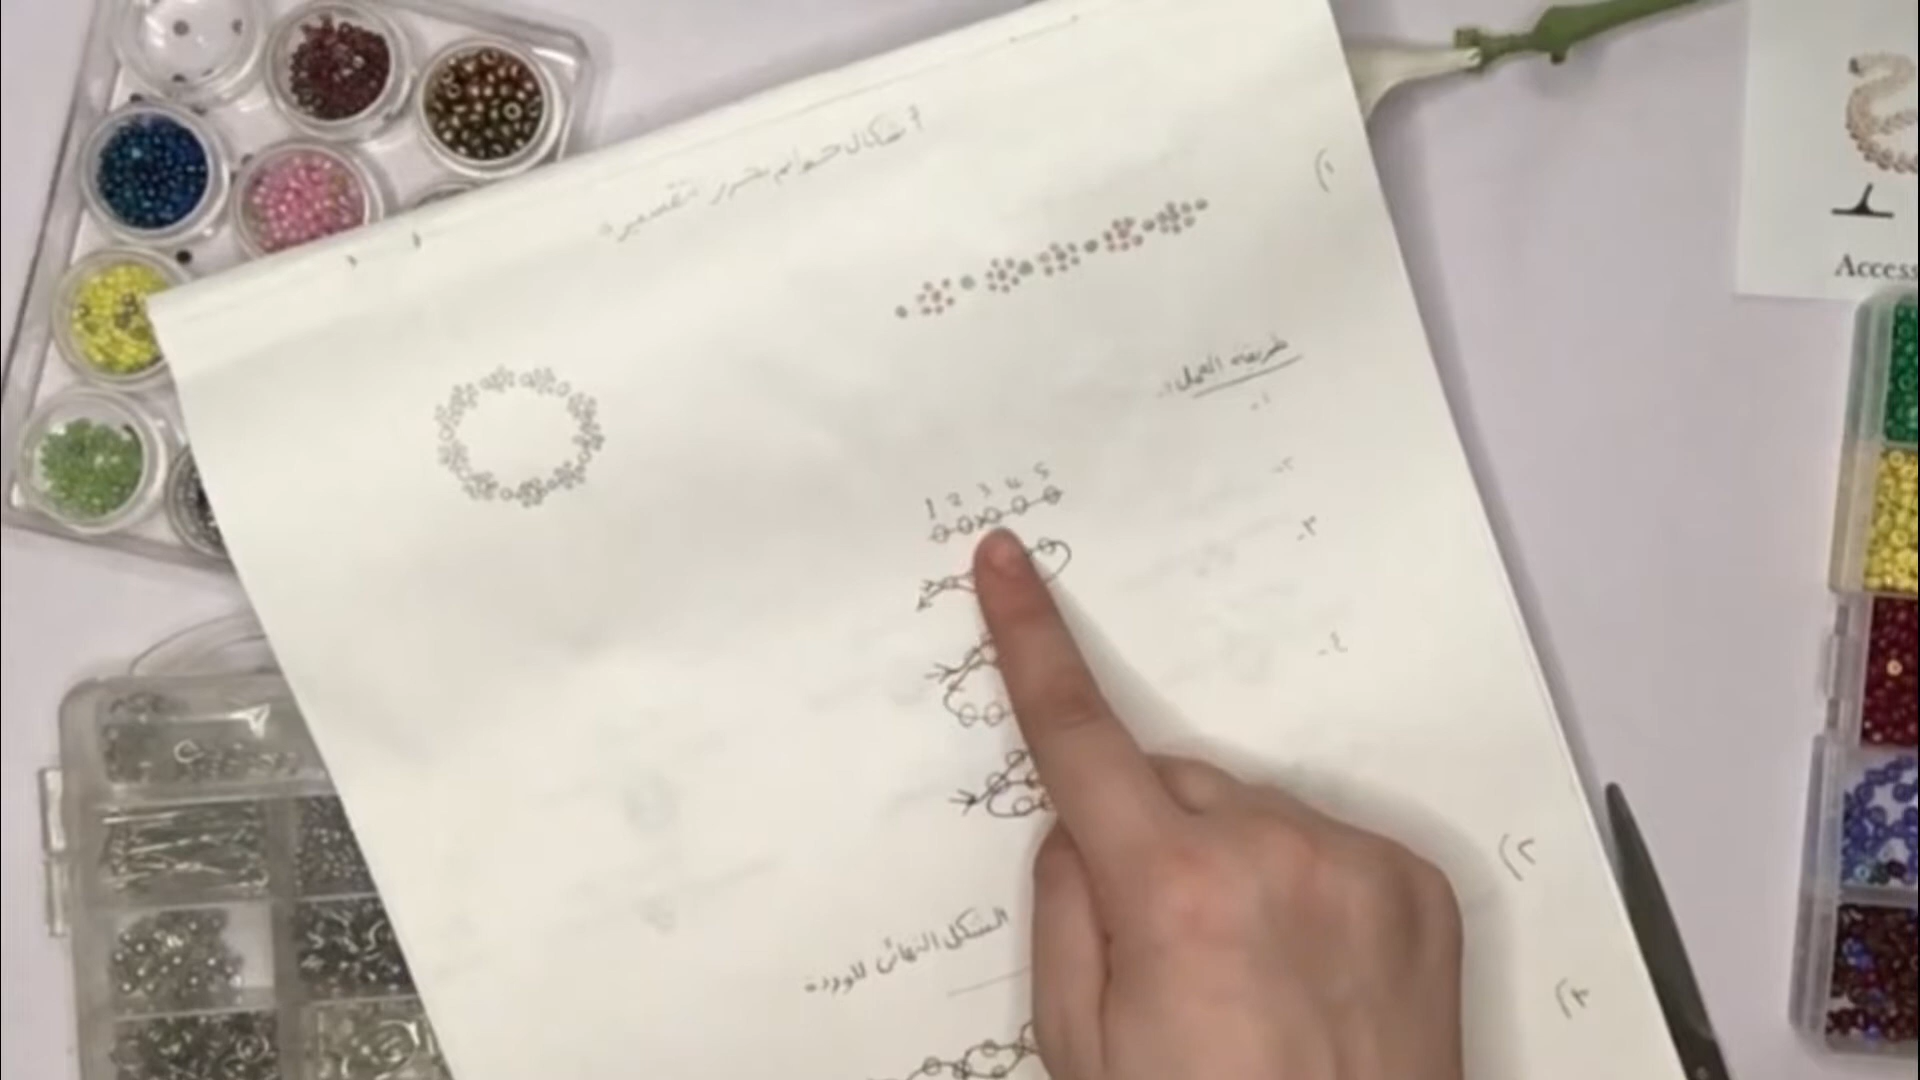 أشكال خواتم بخرز القصير
١)
طريقة العمل:-
١-
٢-
1 2 3 4 5
٣-
٤-
٢)
الشكل النهائي للوردة
٣)
Access